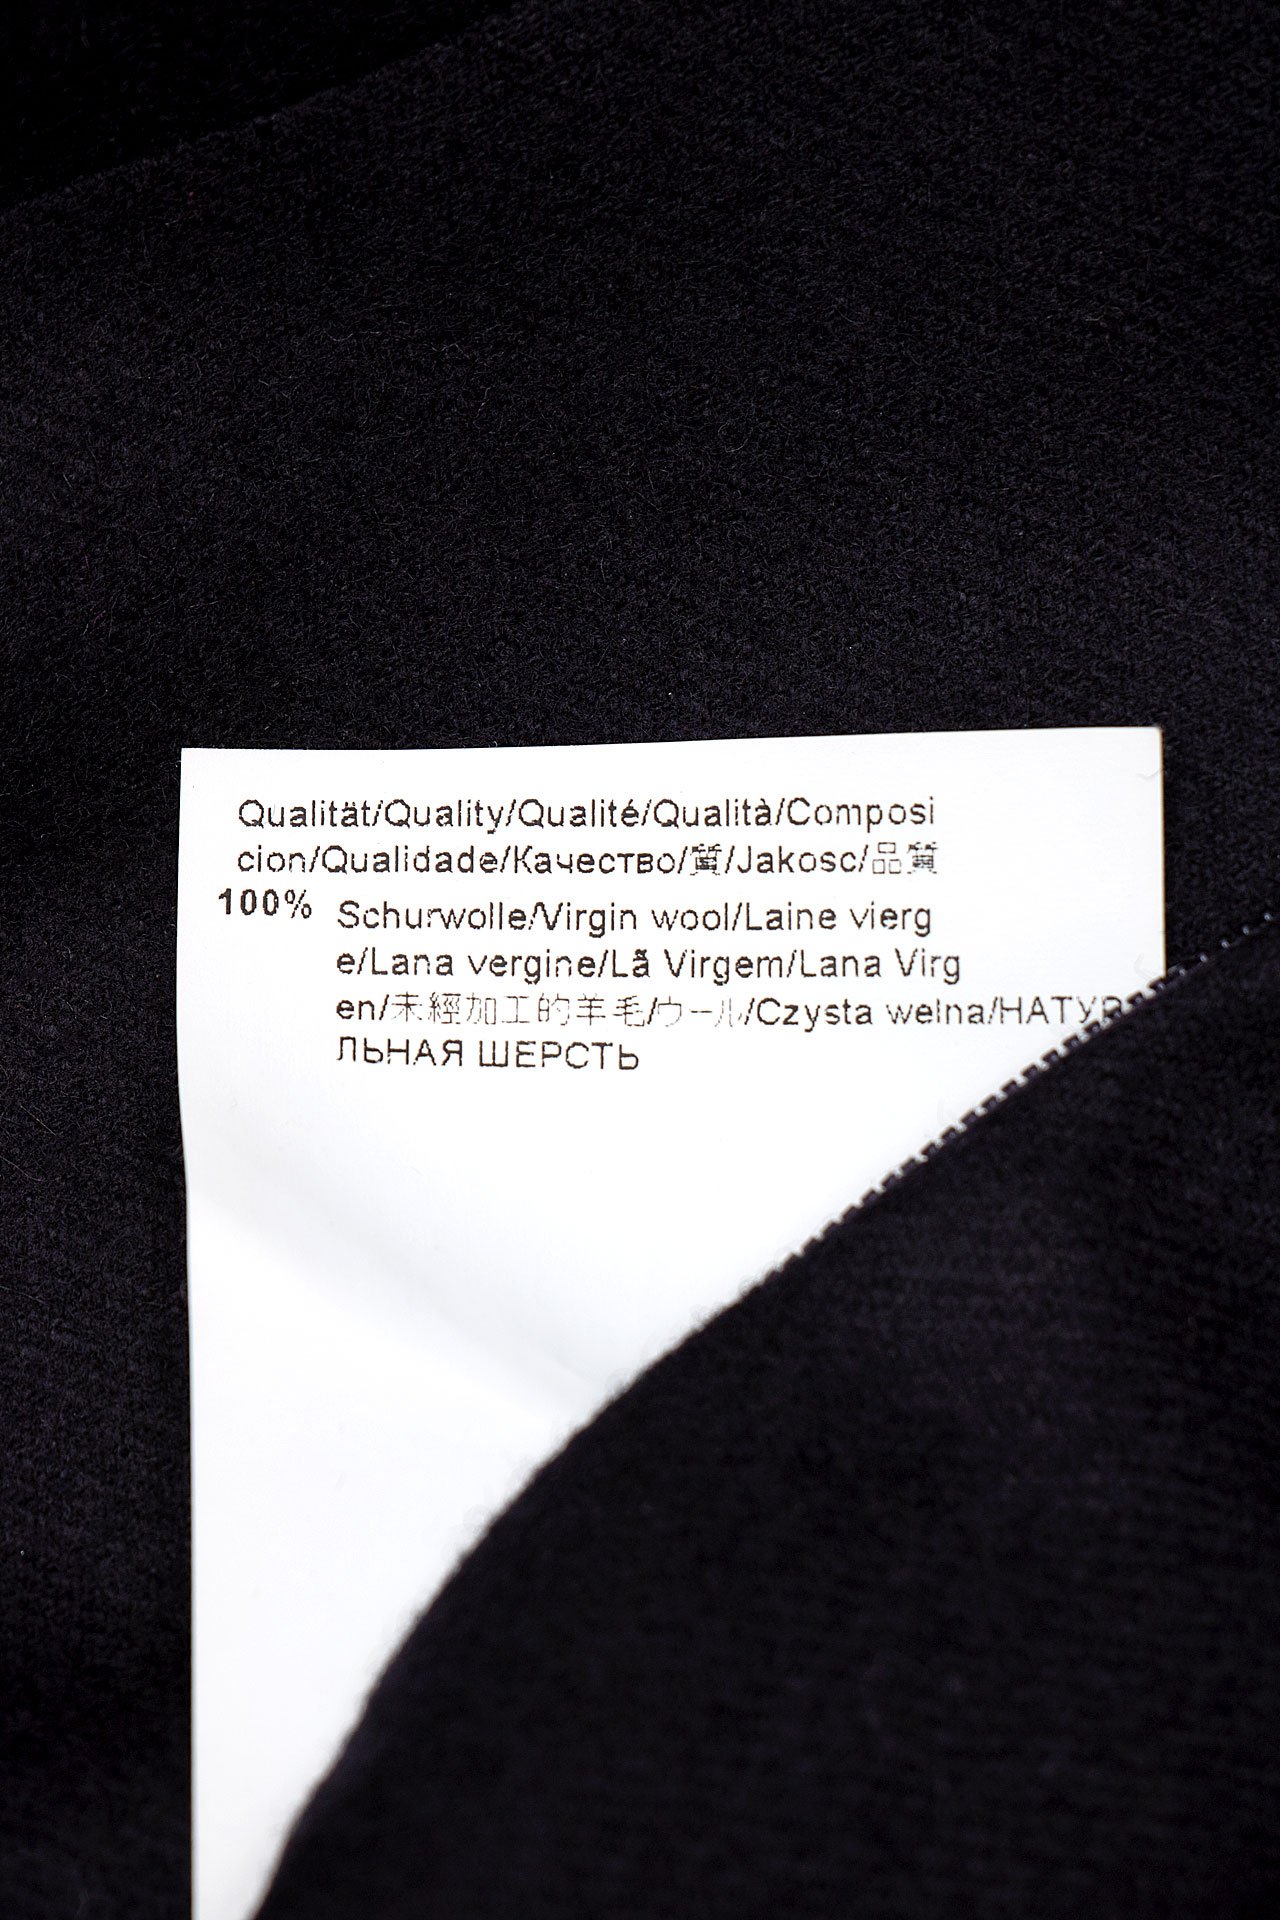 Qualität/Quality/Qualité/Qualità/Composi
cion/Qualidade/Качество/質/Jakosc/品質
100% Schurwolle/Virgin wool/Laine vierg
e/Lana vergine/Lã Virgem/Lana Virg
en/未經加工的羊毛/ウール/Czysta welna/НАТУР
ЛЬНАЯ ШЕРСТЬ